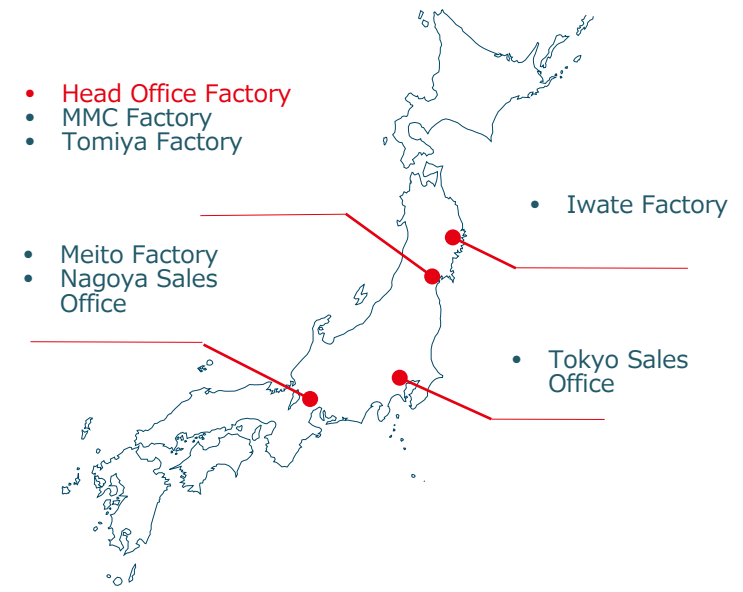 • Head Office Factory
• MMC Factory
• Tomiya Factory
• Iwate Factory
• Meito Factory
• Nagoya Sales
Office
• Tokyo Sales
Office